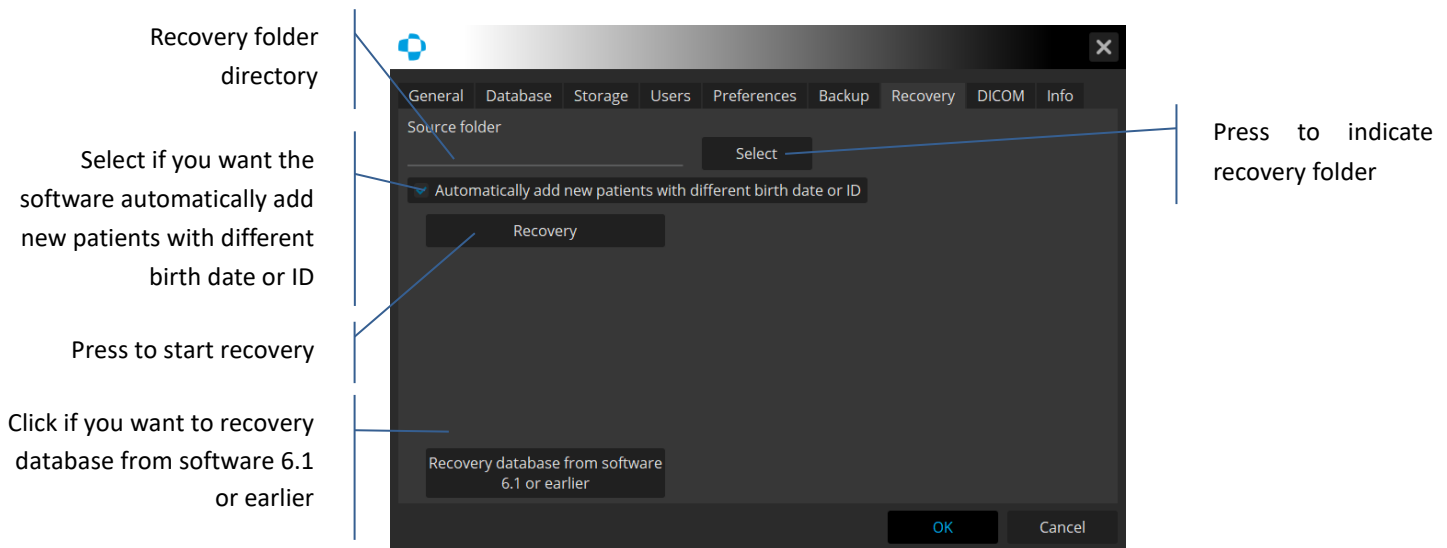 Recovery folder
directory
Select if you want the
software automatically add
new patients with different
birth date or ID
Press to start recovery
Click if you want to recovery
database from software 6.1
or earlier
General Database Storage Users Preferences Backup Recovery DICOM Info
Source folder
Select
Automatically add new patients with different birth date or ID
Recovery
Recovery database from software
6.1 or earlier
OK Cancel
Press to indicate
recovery folder